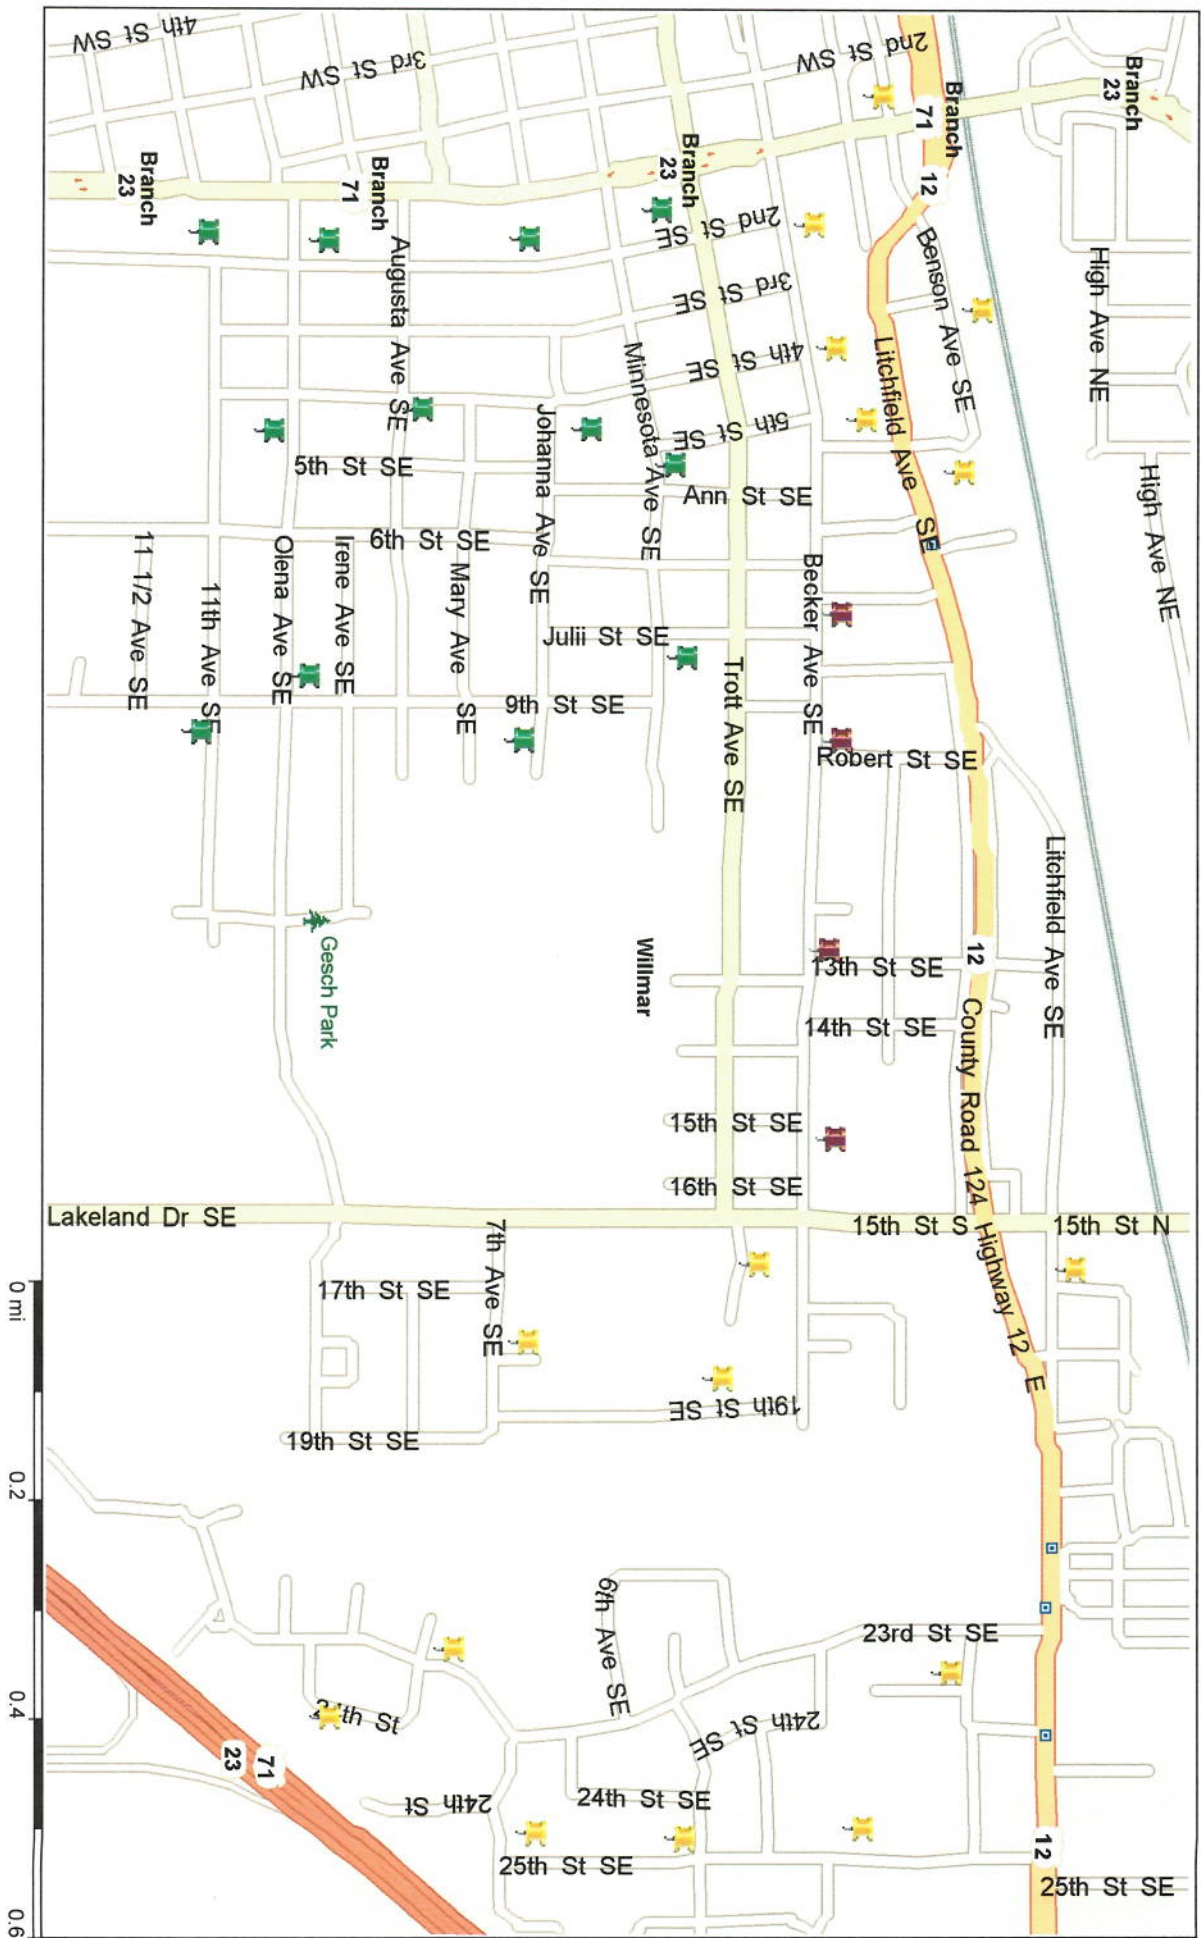 4th St SW
3rd St SW
2nd St SW
Branch
23
Branch
71
12
Branch
23
Branch
71
Branch
23
2nd St SE
3rd St SE
4th St SE
5th St SE
Benson Ave SE
High Ave NE
High Ave NE
Litchfield Ave SE
Augusta Ave SE
Minnesota Ave SE
Johanna Ave SE
5th St SE
Ann St SE
6th St SE
11 1/2 Ave SE
11th Ave SE
Olena Ave SE
Irene Ave SE
Mary Ave SE
Julii St SE
Becker Ave SE
Trott Ave SE
9th St SE
Robert St SE
Litchfield Ave SE
Gesch Park
Willmar
13th St SE
14th St SE
12
County Road 124
Highway 12 E
15th St SE
16th St SE
Lakeland Dr SE
15th St S
15th St N
7th Ave SE
17th St SE
19th St SE
19th St SE
6th Ave SE
23rd St SE
24th St
24th St SE
23
71
24th St
24th St SE
25th St SE
12
25th St SE
0 mi
0.2
0.4
0.6